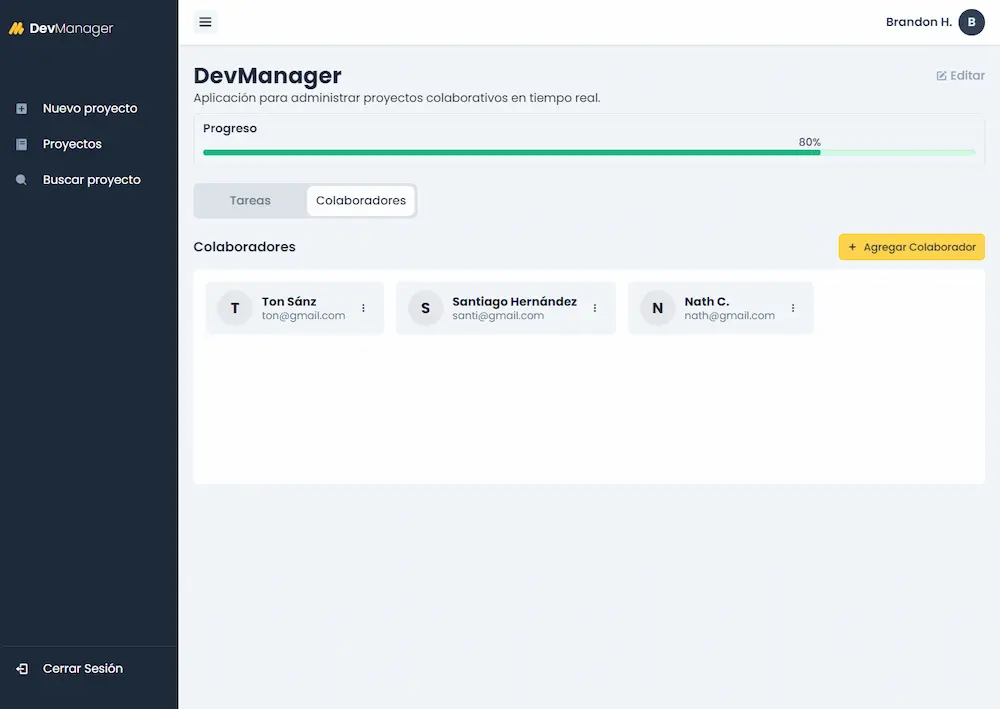 DevManager
Brandon H.
B
Nuevo proyecto
Proyectos
Buscar proyecto
Cerrar Sesión
DevManager
Editar
Aplicación para administrar proyectos colaborativos en tiempo real.
Progreso
80%
Tareas
Colaboradores
Colaboradores
+ Agregar Colaborador
T
Ton Sánz
ton@gmail.com
S
Santiago Hernández
santi@gmail.com
N
Nath C.
nath@gmail.com